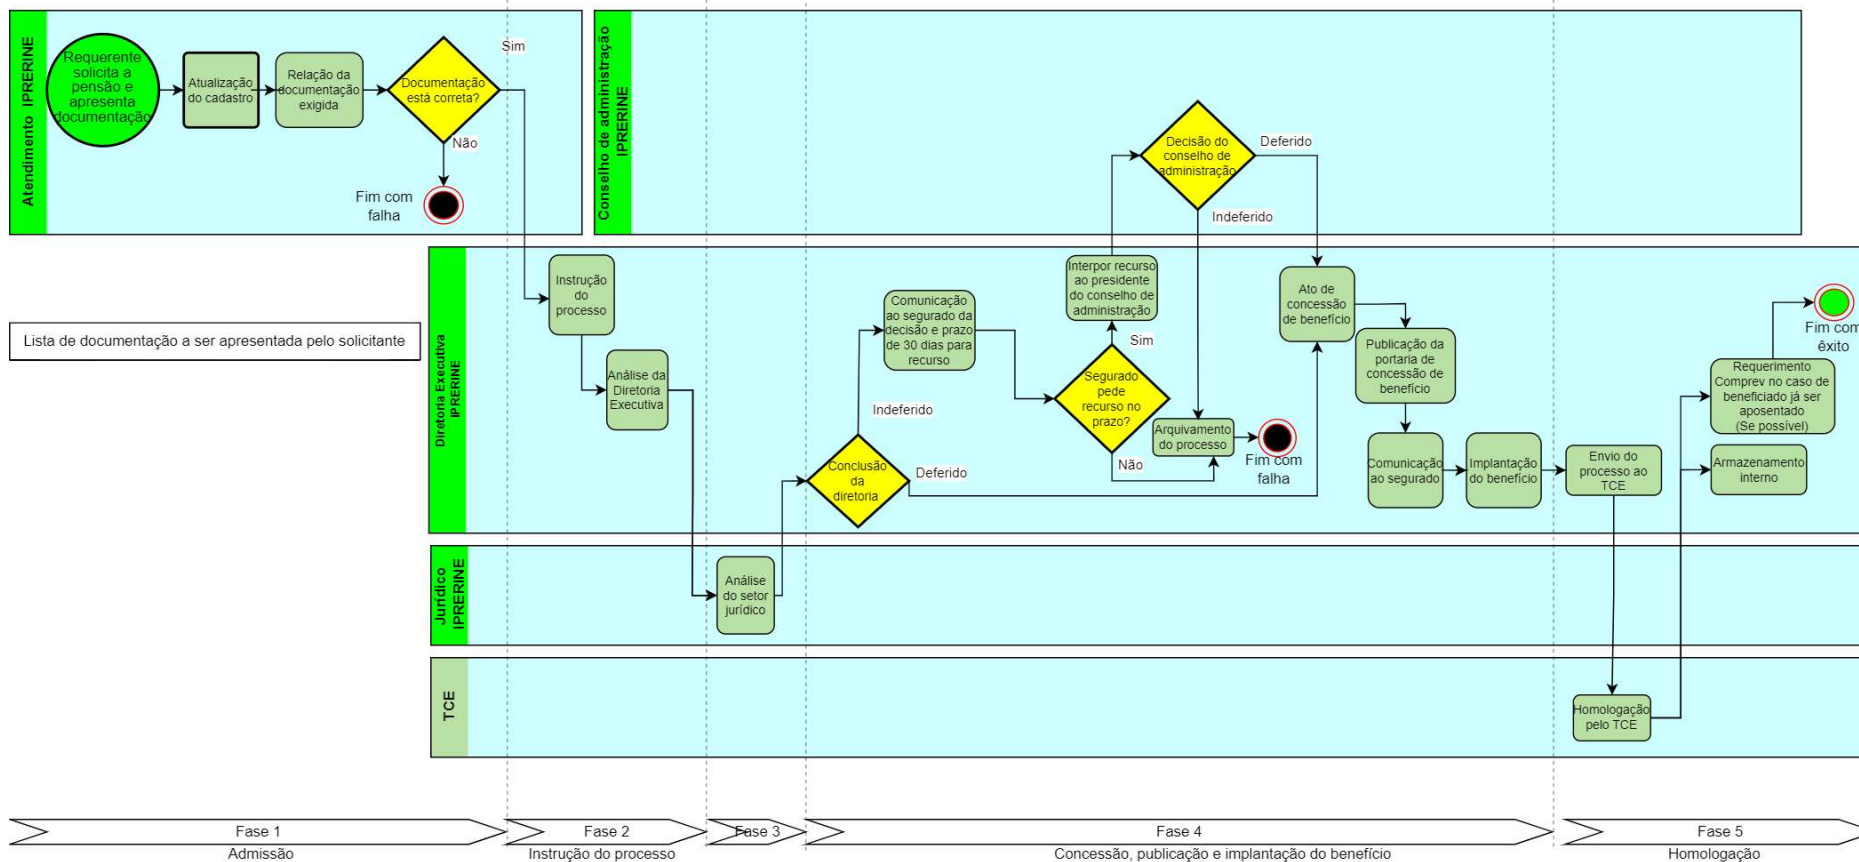 Atendimento IPRERINE
Requerente
solicita a
pensão e
apresenta
documentação
Atualização
do cadastro
Relação da
documentação
exigida
Documentação
está correta?
Sim
Não
Fim com
falha
Conselho de administração
IPRERINE
Decisão do
conselho de
administração
Deferido
Indeferido
Lista de documentação a ser apresentada pelo solicitante
Diretoria Executiva
IPRERINE
Instrução
do
processo
Análise da
Diretoria
Executiva
Conclusão
da
diretoria
Indeferido
Deferido
Comunicação
ao segurado da
decisão e prazo
de 30 dias para
recurso
Segurado
pede
recurso no
prazo?
Sim
Não
Interpor recurso
ao presidente
do conselho de
administração
Arquivamento
do processo
Fim com
falha
Ato de
concessão
de benefício
Publicação da
portaria de
concessão de
benefício
Comunicação
ao segurado
Implantação
do benefício
Envio do
processo ao
TCE
Requerimento
Comprev no caso de
beneficiado já ser
aposentado
(Se possível)
Armazenamento
interno
Fim com
êxito
Jurídico
IPRERINE
Análise
do setor
jurídico
TCE
Homologação
pelo TCE
Fase 1
Admissão
Fase 2
Instrução do processo
Fase 3
Fase 4
Concessão, publicação e implantação do benefício
Fase 5
Homologação